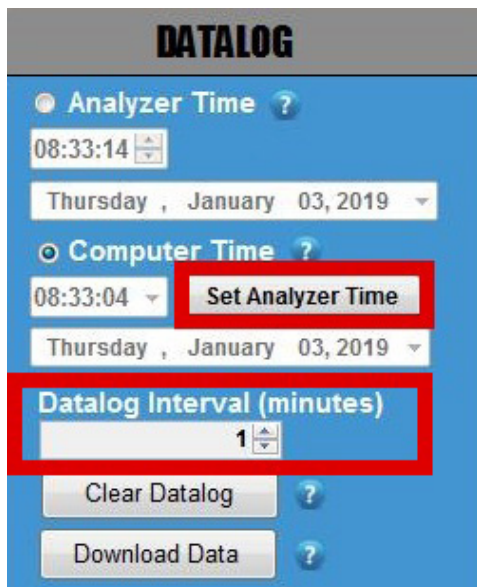 DATALOG
Analyzer Time ?
08:33:14
Thursday , January 03, 2019
Computer Time ?
08:33:04 Set Analyzer Time
Thursday , January 03, 2019
Datalog Interval (minutes)
1
Clear Datalog ?
Download Data ?